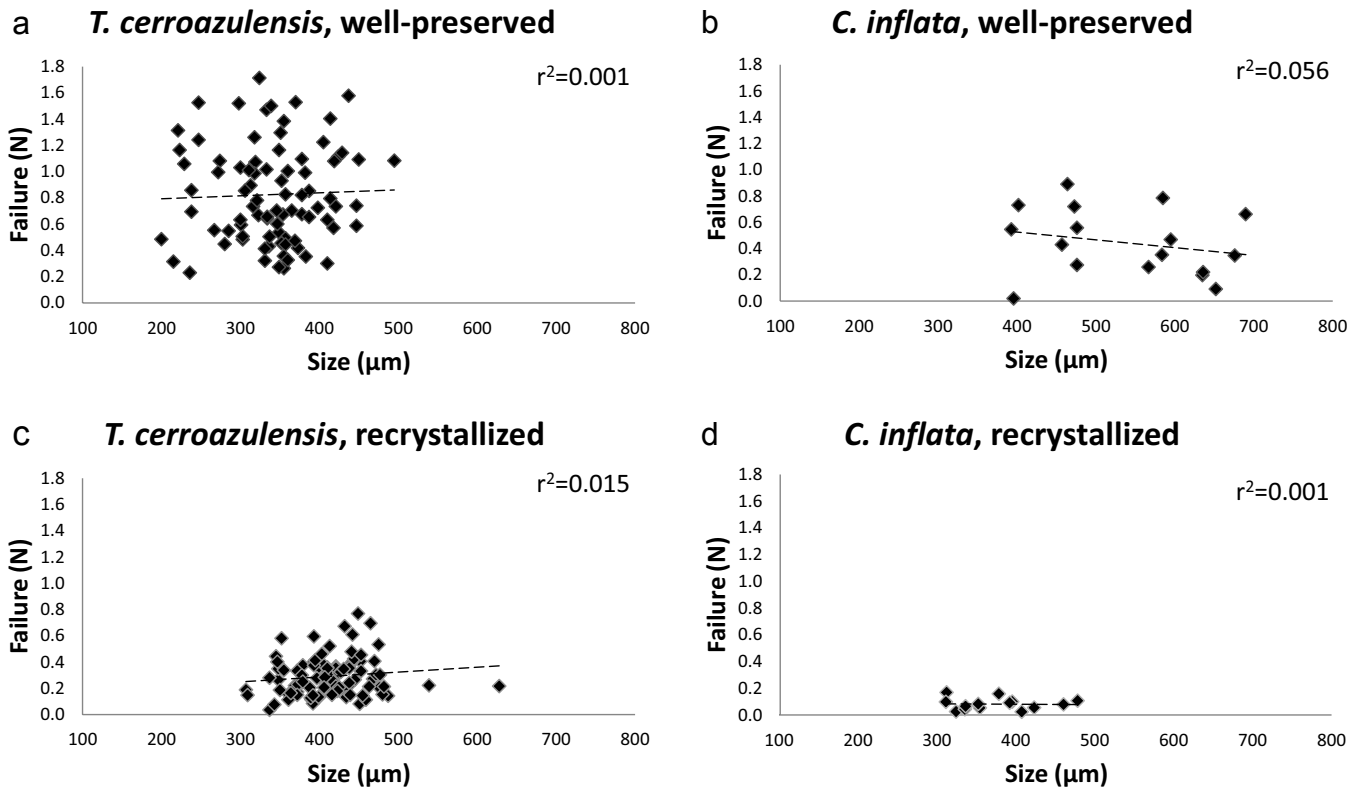 a T. cerroazulensis, well-preserved
r²=0.001
1.8
1.6
1.4
1.2
1.0
0.8
0.6
0.4
0.2
0.0
Failure (N)
100 200 300 400 500 600 700 800
Size (µm)
b C. inflata, well-preserved
r²=0.056
1.8
1.6
1.4
1.2
1.0
0.8
0.6
0.4
0.2
0.0
Failure (N)
100 200 300 400 500 600 700 800
Size (µm)
c T. cerroazulensis, recrystallized
r²=0.015
1.8
1.6
1.4
1.2
1.0
0.8
0.6
0.4
0.2
0.0
Failure (N)
100 200 300 400 500 600 700 800
Size (µm)
d C. inflata, recrystallized
r²=0.001
1.8
1.6
1.4
1.2
1.0
0.8
0.6
0.4
0.2
0.0
Failure (N)
100 200 300 400 500 600 700 800
Size (µm)